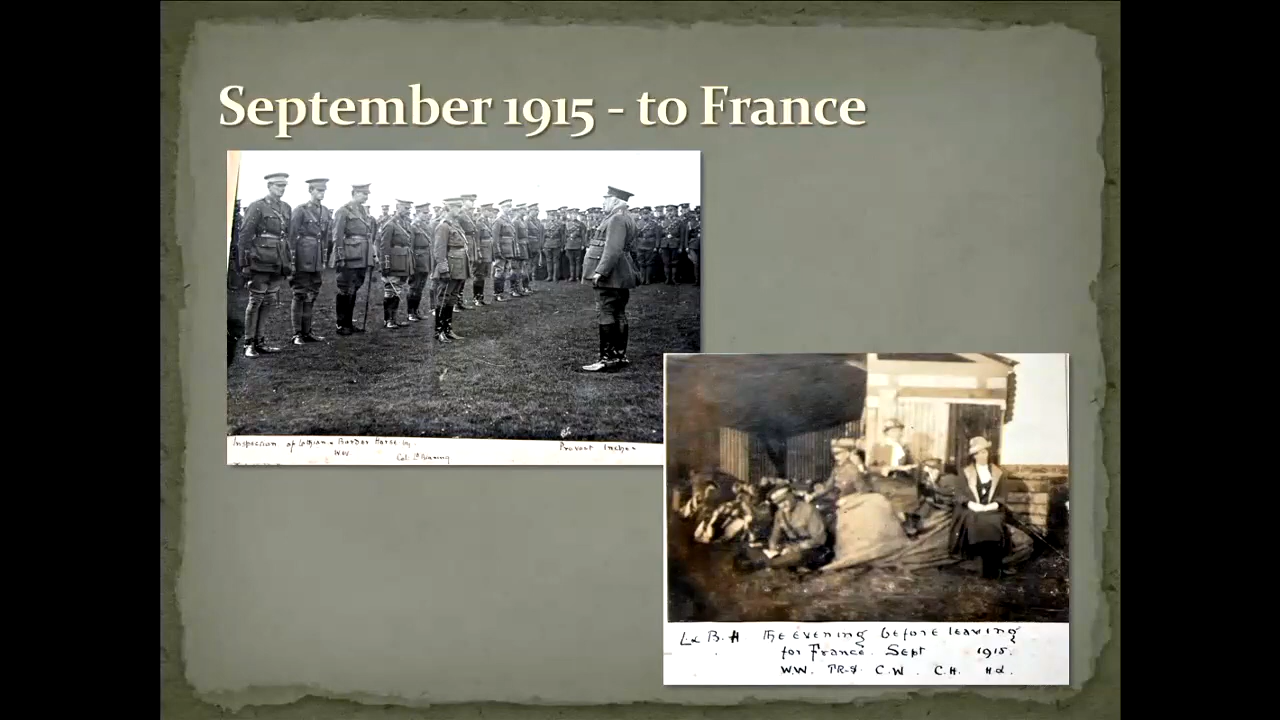 September 1915 - to France
Inspection of Lothian & Border Horse by
W.W. Col.
L & B. H The evening before leaving
for France. Sept 1915.
W.W. C.W. C.H.